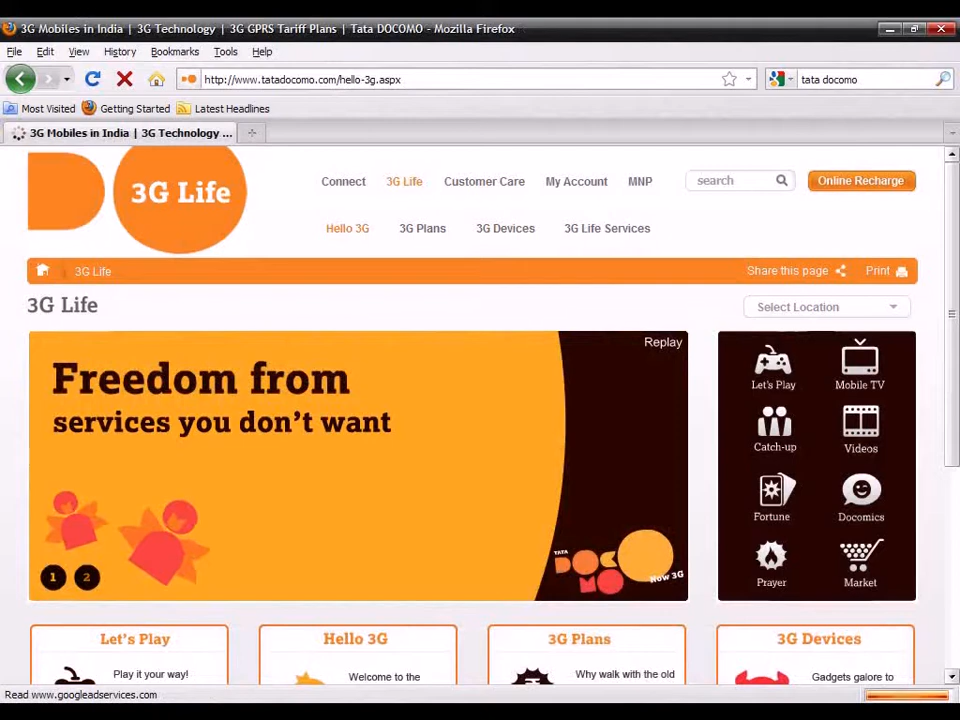 3G Mobiles in India | 3G Technology | 3G GPRS Tariff Plans | Tata DOCOMO - Mozilla Firefox
File Edit View History Bookmarks Tools Help
http://www.tatadocomo.com/hello-3g.aspx tata docomo
Most Visited Getting Started Latest Headlines
3G Mobiles in India | 3G Technology ...
3G Life
Connect 3G Life Customer Care My Account MNP search Online Recharge
Hello 3G 3G Plans 3G Devices 3G Life Services
3G Life Share this page Print
3G Life Select Location
Replay
Freedom from
services you don't want
1 2
TATA
DOCO
MO
Now 3G
Let's Play Mobile TV
Catch-up Videos
Fortune Docomics
Prayer Market
Let's Play Hello 3G 3G Plans 3G Devices
Play it your way! Welcome to the Why walk with the old Gadgets galore to
Read www.googleadservices.com